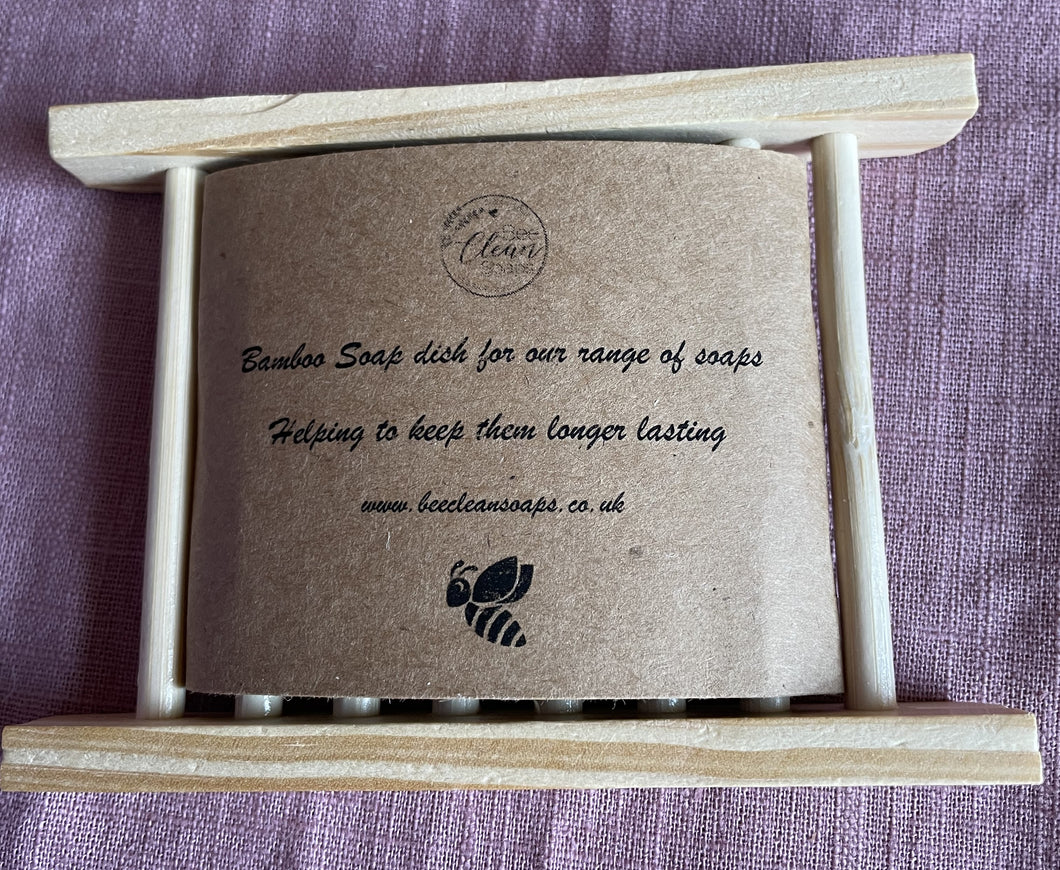 Bee
Clean
Soaps
Bamboo Soap dish for our range of soaps
Helping to keep them longer lasting
www.beecleansoaps.co.uk